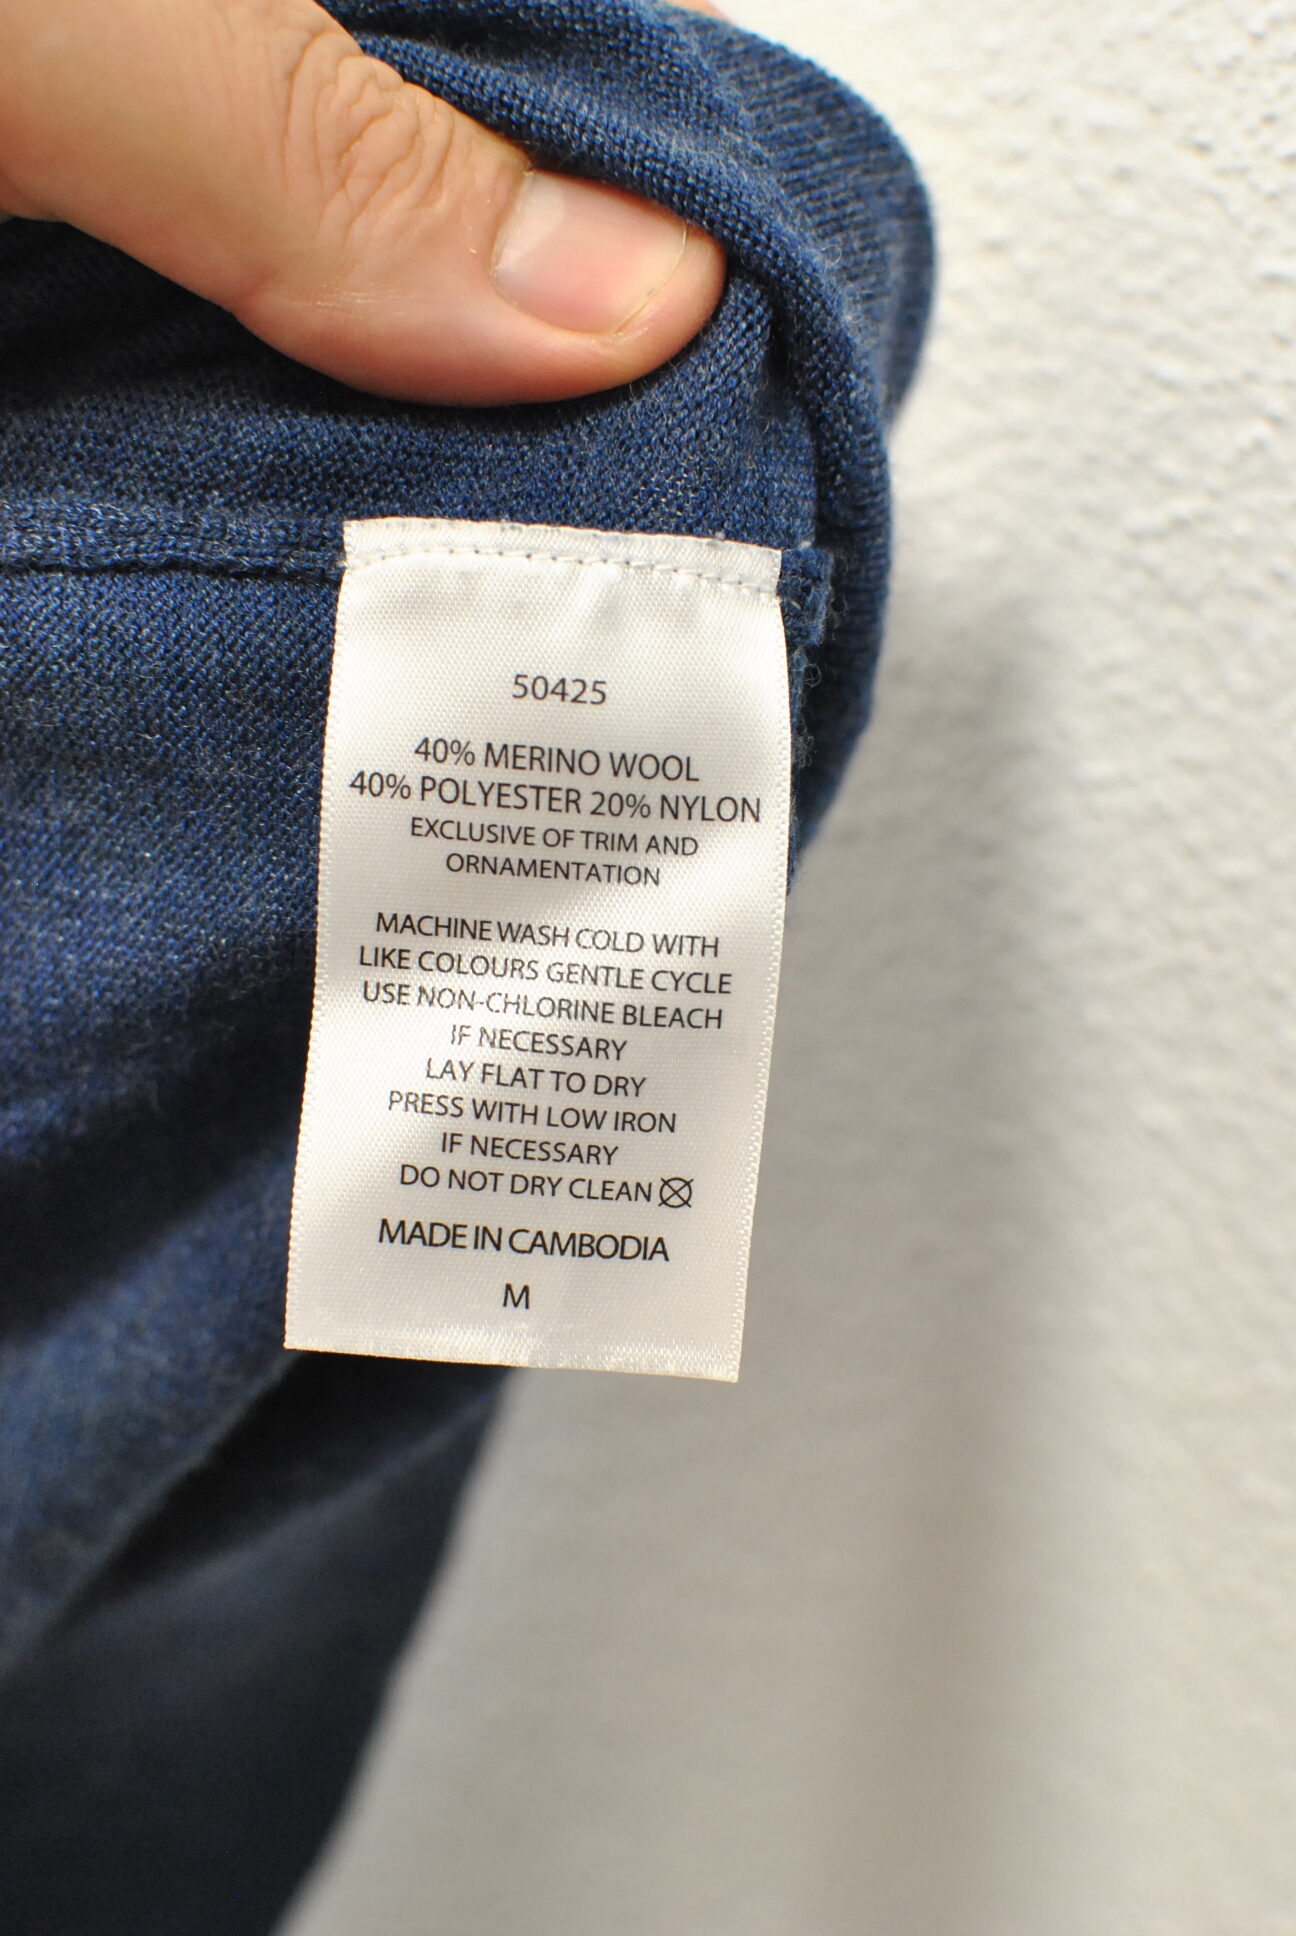 50425
40% MERINO WOOL
40% POLYESTER 20% NYLON
EXCLUSIVE OF TRIM AND
ORNAMENTATION
MACHINE WASH COLD WITH
LIKE COLOURS GENTLE CYCLE
USE NON-CHLORINE BLEACH
IF NECESSARY
LAY FLAT TO DRY
PRESS WITH LOW IRON
IF NECESSARY
DO NOT DRY CLEAN
MADE IN CAMBODIA
M